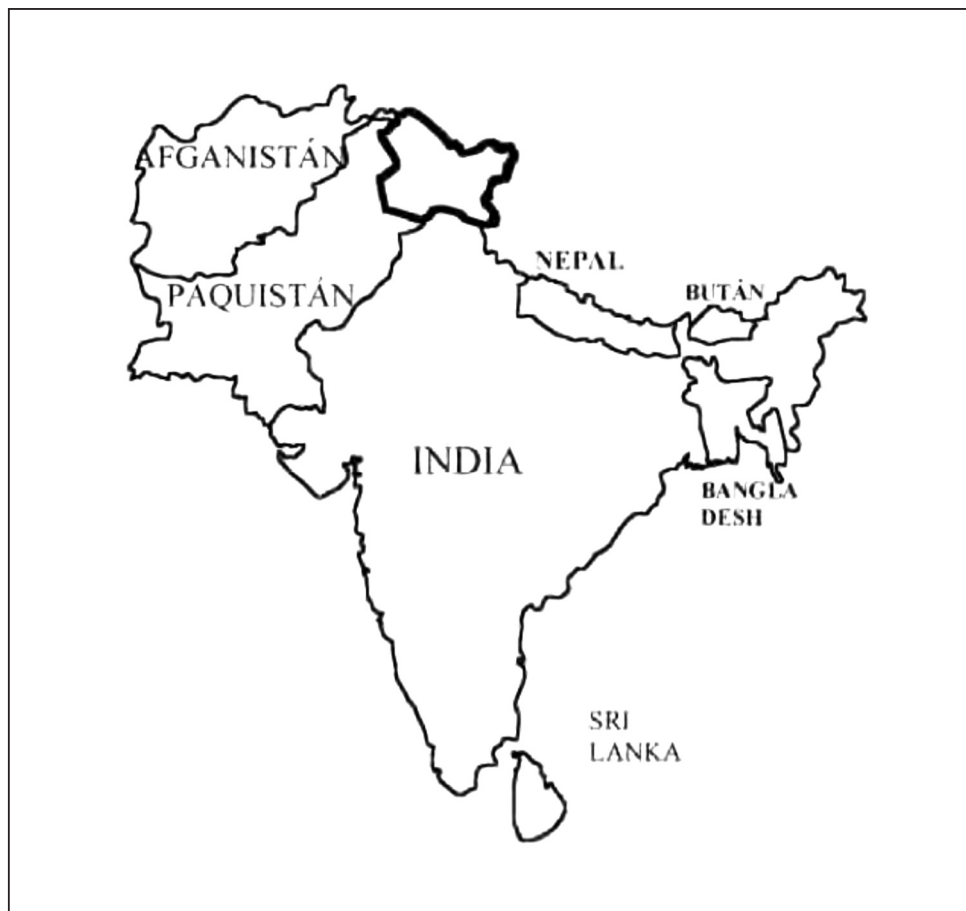 AFGANISTÁN
PAQUISTÁN
NEPAL
BUTÁN
INDIA
BANGLA
DESH
SRI
LANKA